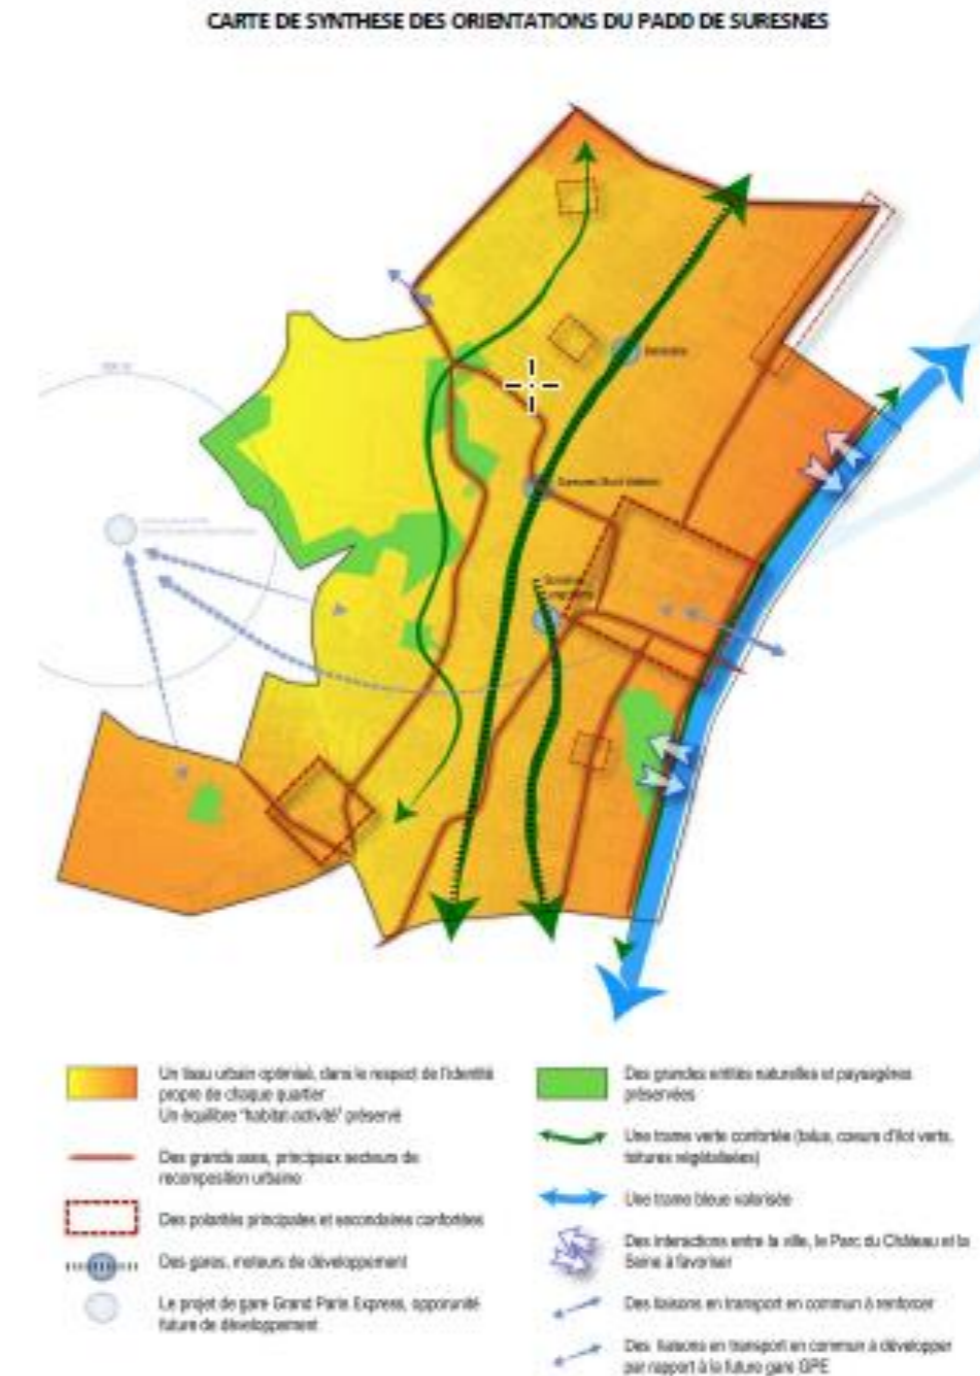 CARTE DE SYNTHESE DES ORIENTATIONS DU PADD DE SURESNES
Suresnes Mont Valérien
Un tissu urbain optimisé, dans le respect de l'identité
propre de chaque quartier
Un équilibre "habitat-activité" préservé
Des grands axes, principaux secteurs de
recomposition urbaine
Des polarités principales et secondaires confortées
Des gares, moteurs de développement
Le projet de gare Grand Paris Express, opporunité
future de développement
Des grandes entités naturelles et paysagères
préservées
Une trame verte confortée (talus, coeurs d'îlot verts,
toitures végétalisées)
Une trame bleue valorisée
Des interactions entre la ville, le Parc du Château et la
Seine à favoriser
Des liaisons en transport en commun à renforcer
Des liaisons en transport en commun à développer
par rapport à la future gare GPE